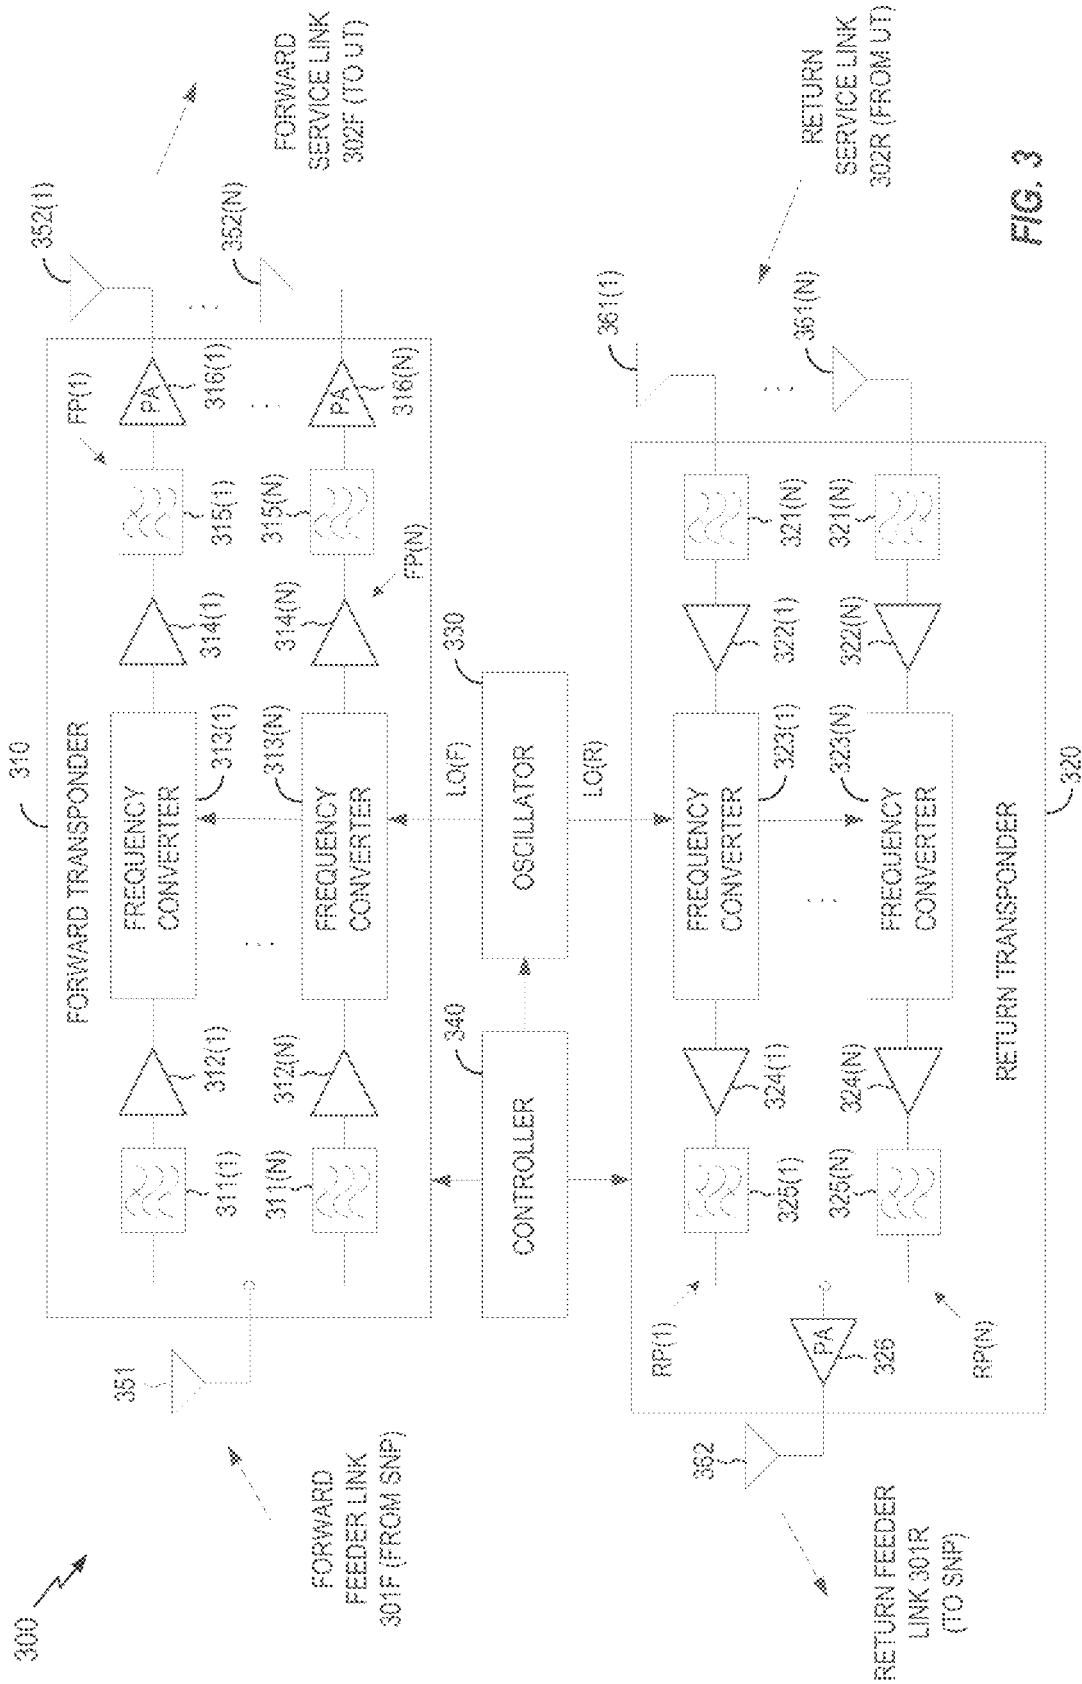 300
310
FORWARD TRANSPONDER
FP(1)
352(1)
311(1)
312(1)
FREQUENCY
CONVERTER
313(1)
314(1)
315(1)
PA
316(1)
. . .
. . .
. . .
352(N)
311(N)
312(N)
FREQUENCY
CONVERTER
313(N)
314(N)
315(N)
PA
316(N)
FP(N)
351
FORWARD
FEEDER LINK
301F (FROM SNP)
FORWARD
SERVICE LINK
302F (TO UT)
LO(F)
CONTROLLER
340
OSCILLATOR
330
LO(R)
361(1)
RP(1)
325(1)
324(1)
FREQUENCY
CONVERTER
323(1)
322(1)
321(N)
. . .
. . .
361(N)
362
PA
326
325(N)
324(N)
FREQUENCY
CONVERTER
323(N)
322(N)
321(N)
RP(N)
RETURN TRANSPONDER
320
RETURN FEEDER
LINK 301R
(TO SNP)
RETURN
SERVICE LINK
302R (FROM UT)
FIG. 3